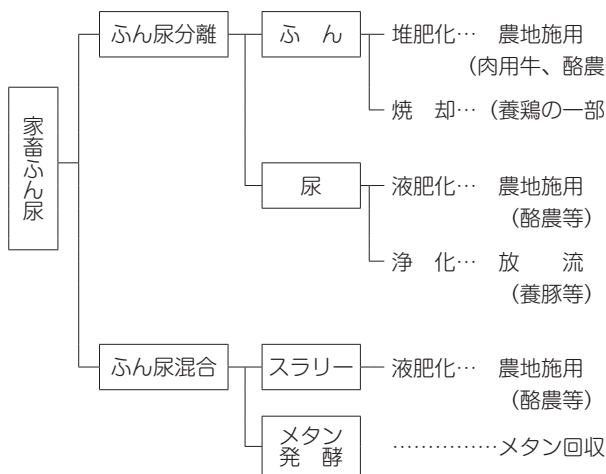 家畜ふん尿
ふん尿分離
ふ ん
堆肥化… 農地施用
(肉用牛、酪農
焼 却… (養鶏の一部
尿
液肥化… 農地施用
(酪農等)
浄 化… 放 流
(養豚等)
ふん尿混合
スラリー
液肥化… 農地施用
(酪農等)
メタン
発 酵
……………メタン回収